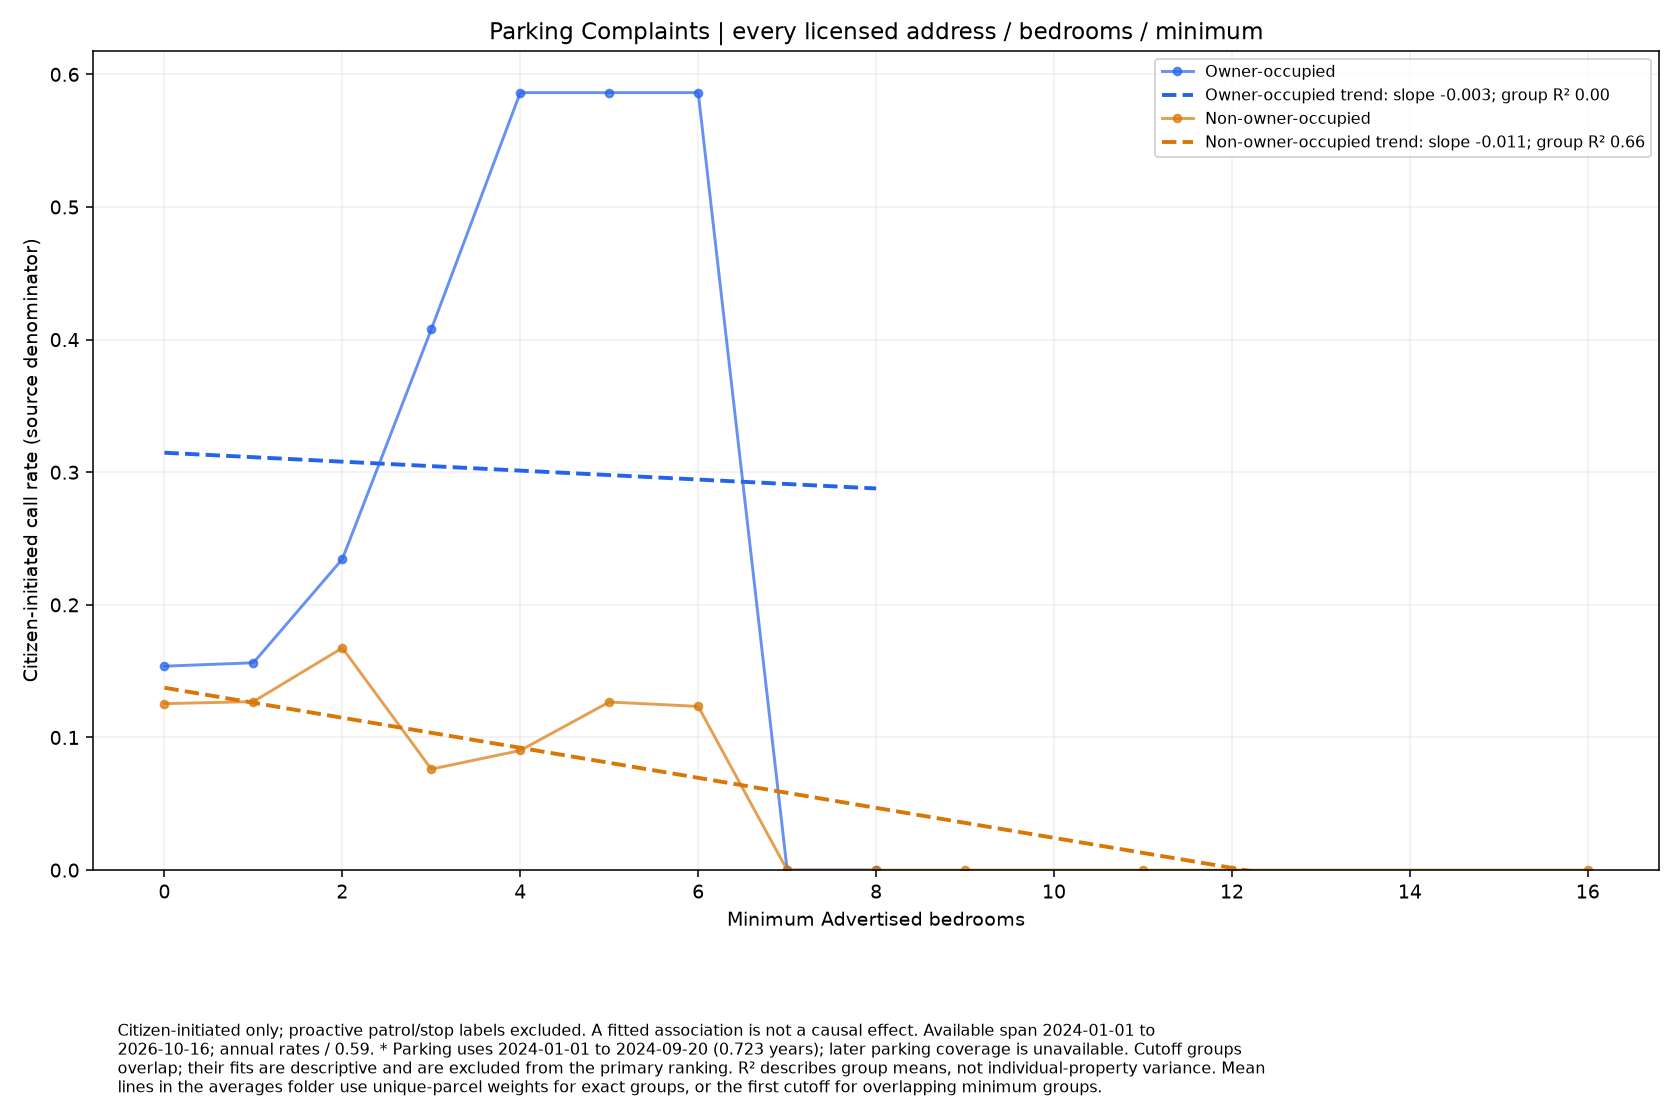 Parking Complaints | every licensed address / bedrooms / minimum
Owner-occupied
Owner-occupied trend: slope -0.003; group R² 0.00
Non-owner-occupied
Non-owner-occupied trend: slope -0.011; group R² 0.66
Citizen-initiated call rate (source denominator)
0.6
0.5
0.4
0.3
0.2
0.1
0.0
0 2 4 6 8 10 12 14 16
Minimum Advertised bedrooms
Citizen-initiated only; proactive patrol/stop labels excluded. A fitted association is not a causal effect. Available span 2024-01-01 to
2026-10-16; annual rates / 0.59. * Parking uses 2024-01-01 to 2024-09-20 (0.723 years); later parking coverage is unavailable. Cutoff groups
overlap; their fits are descriptive and are excluded from the primary ranking. R² describes group means, not individual-property variance. Mean
lines in the averages folder use unique-parcel weights for exact groups, or the first cutoff for overlapping minimum groups.